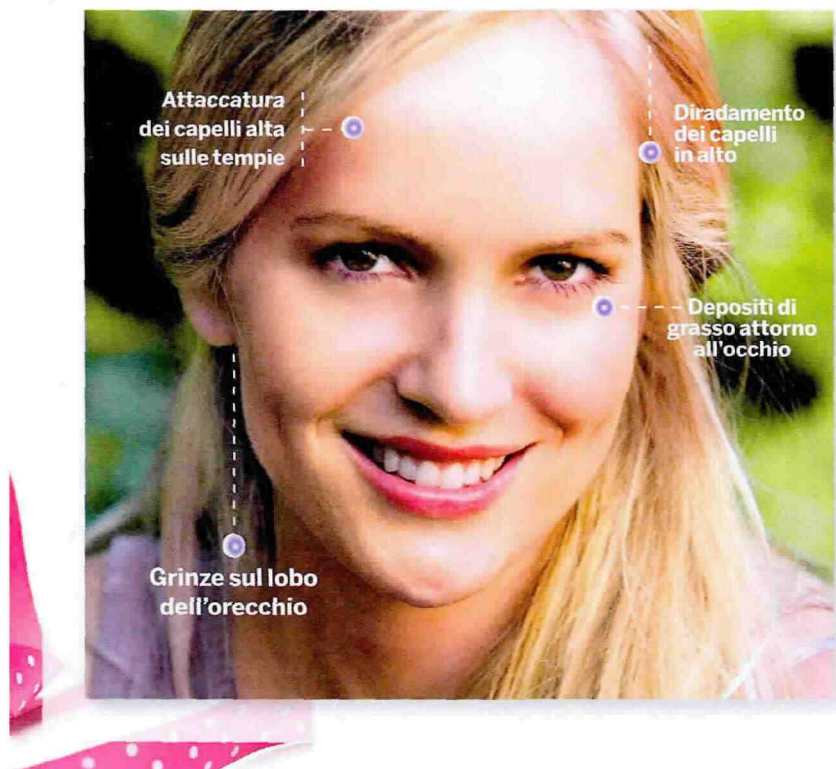 Attaccatura
dei capelli alta
sulle tempie
Diradamento
dei capelli
in alto
Depositi di
grasso attorno
all'occhio
Grinze sul lobo
dell'orecchio